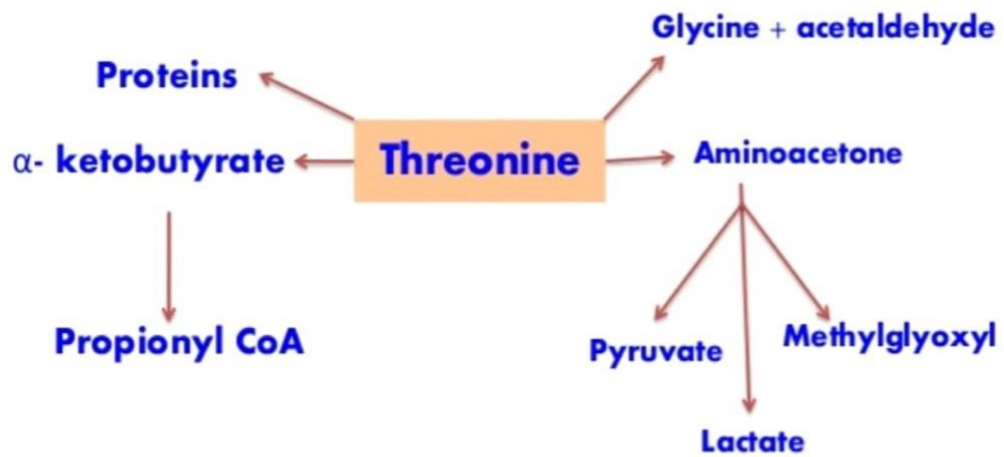 Glycine + acetaldehyde
Proteins
α- ketobutyrate
Threonine
Aminoacetone
Propionyl CoA
Pyruvate
Methylglyoxyl
Lactate